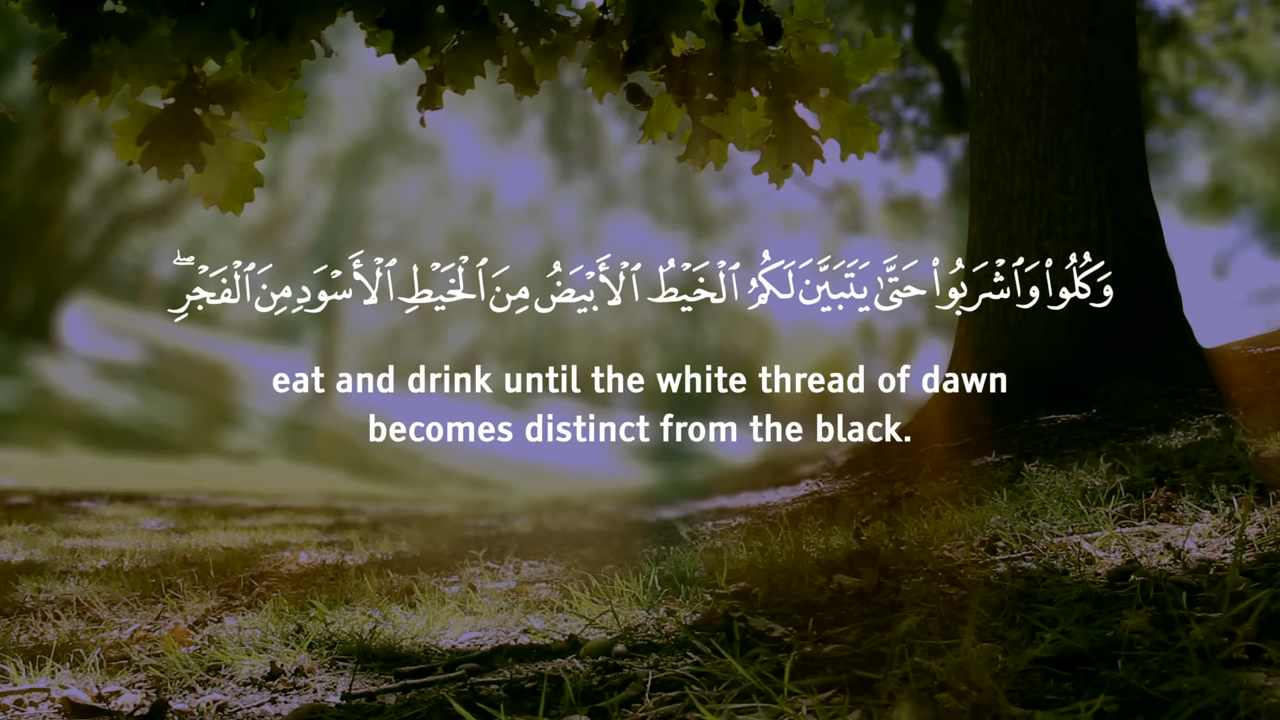 وَكُلُوا۟ وَٱشْرَبُوا۟ حَتَّىٰ يَتَبَيَّنَ لَكُمُ ٱلْخَيْطُ ٱلْأَبْيَضُ مِنَ ٱلْخَيْطِ ٱلْأَسْوَدِ مِنَ ٱلْفَجْرِ ۖ
eat and drink until the white thread of dawn
becomes distinct from the black.